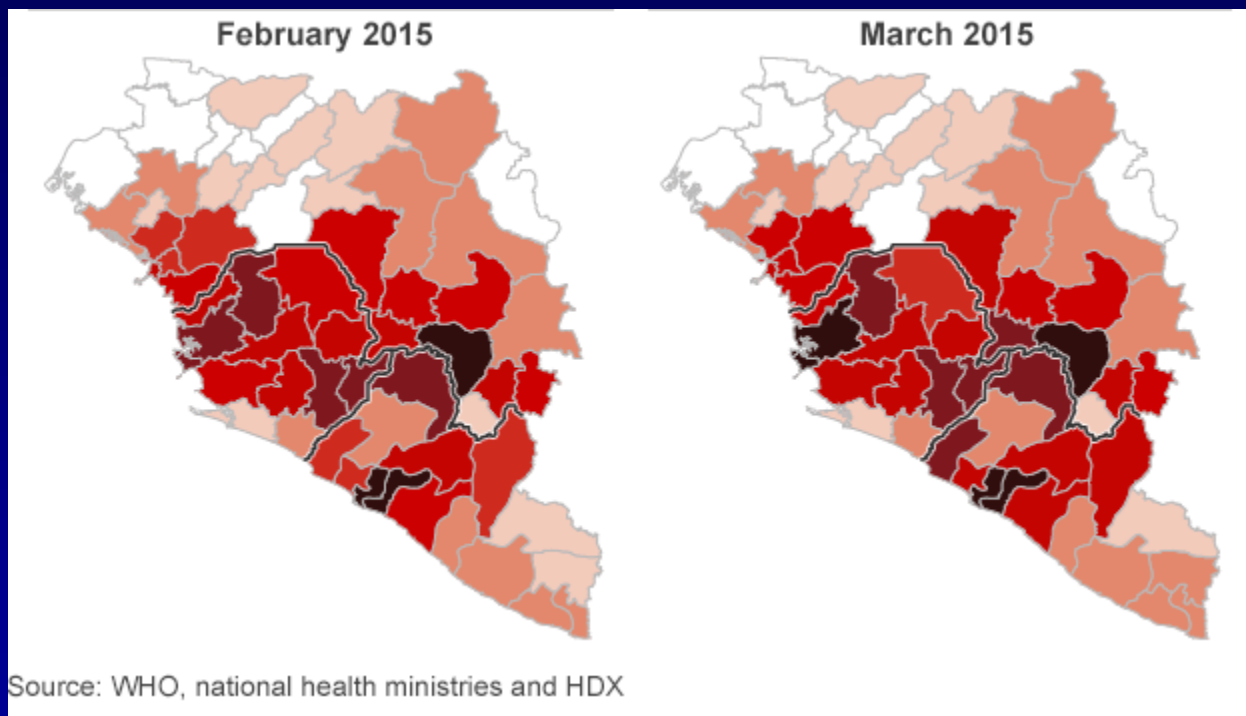 February 2015
March 2015
Source: WHO, national health ministries and HDX